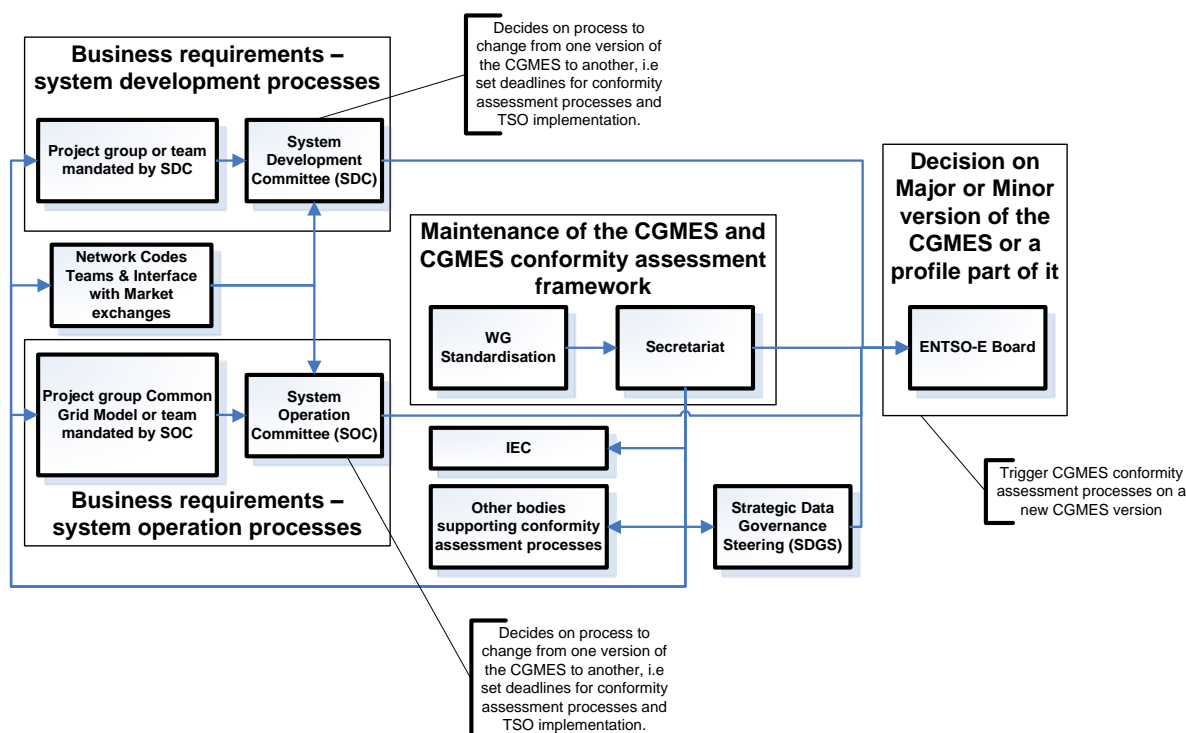 Decides on process to
change from one version of
the CGMES to another, i.e
set deadlines for conformity
assessment processes and
TSO implementation.
Business requirements –
system development processes
Project group or team
mandated by SDC
System
Development
Committee (SDC)
Decision on
Major or Minor
version of the
CGMES or a
profile part of it
Maintenance of the CGMES and
CGMES conformity assessment
framework
Network Codes
Teams & Interface
with Market
exchanges
WG
Standardisation
Secretariat
ENTSO-E Board
Project group Common
Grid Model or team
mandated by SOC
System
Operation
Committee (SOC)
IEC
Business requirements –
system operation processes
Other bodies
supporting conformity
assessment processes
Strategic Data
Governance
Steering (SDGS)
Trigger CGMES conformity
assessment processes on a
new CGMES version
Decides on process to
change from one version of
the CGMES to another, i.e
set deadlines for conformity
assessment processes and
TSO implementation.